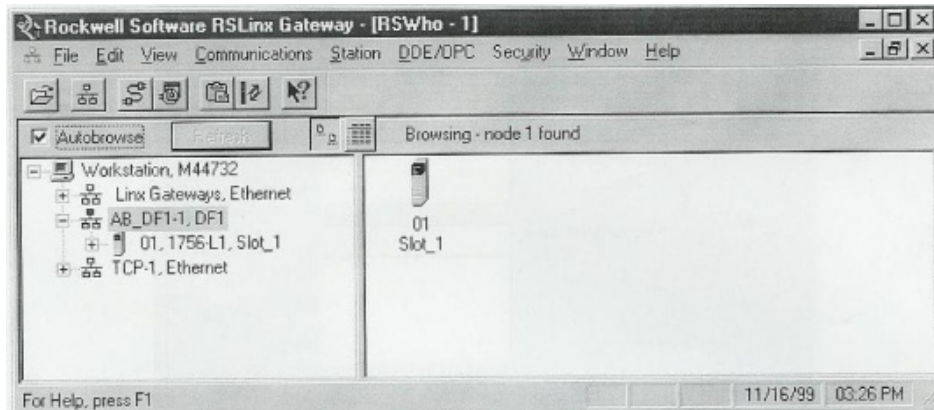 Rockwell Software RSLinx Gateway - [RSWho - 1]
File Edit View Communications Station DDE/OPC Security Window Help
Autobrowse Refresh Browsing - node 1 found
Workstation, M44732
Linx Gateways, Ethernet
AB_DF1-1, DF1
01, 1756-L1, Slot_1
TCP-1, Ethernet
01
Slot_1
For Help, press F1 11/16/99 03:26 PM